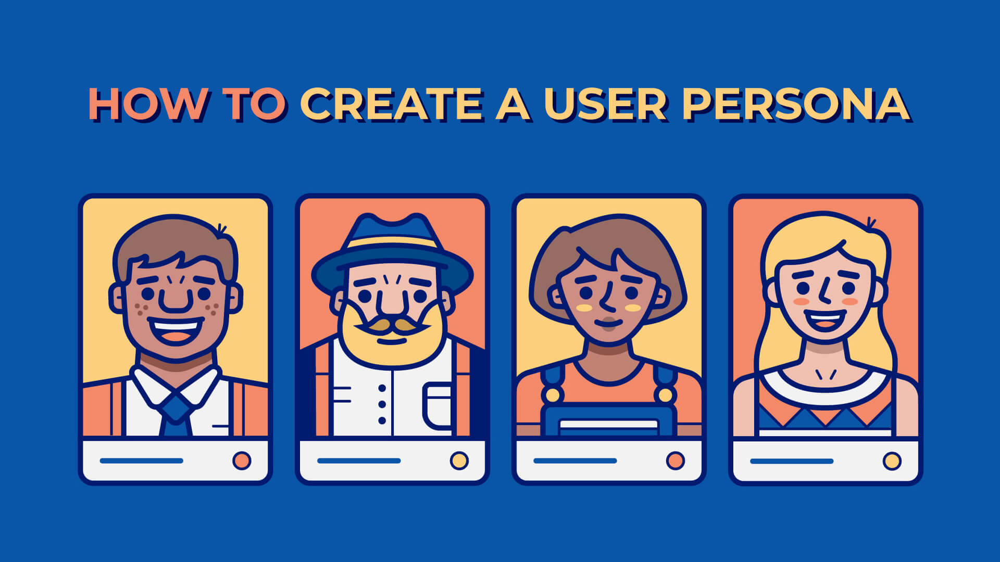 HOW TO CREATE A USER PERSONA